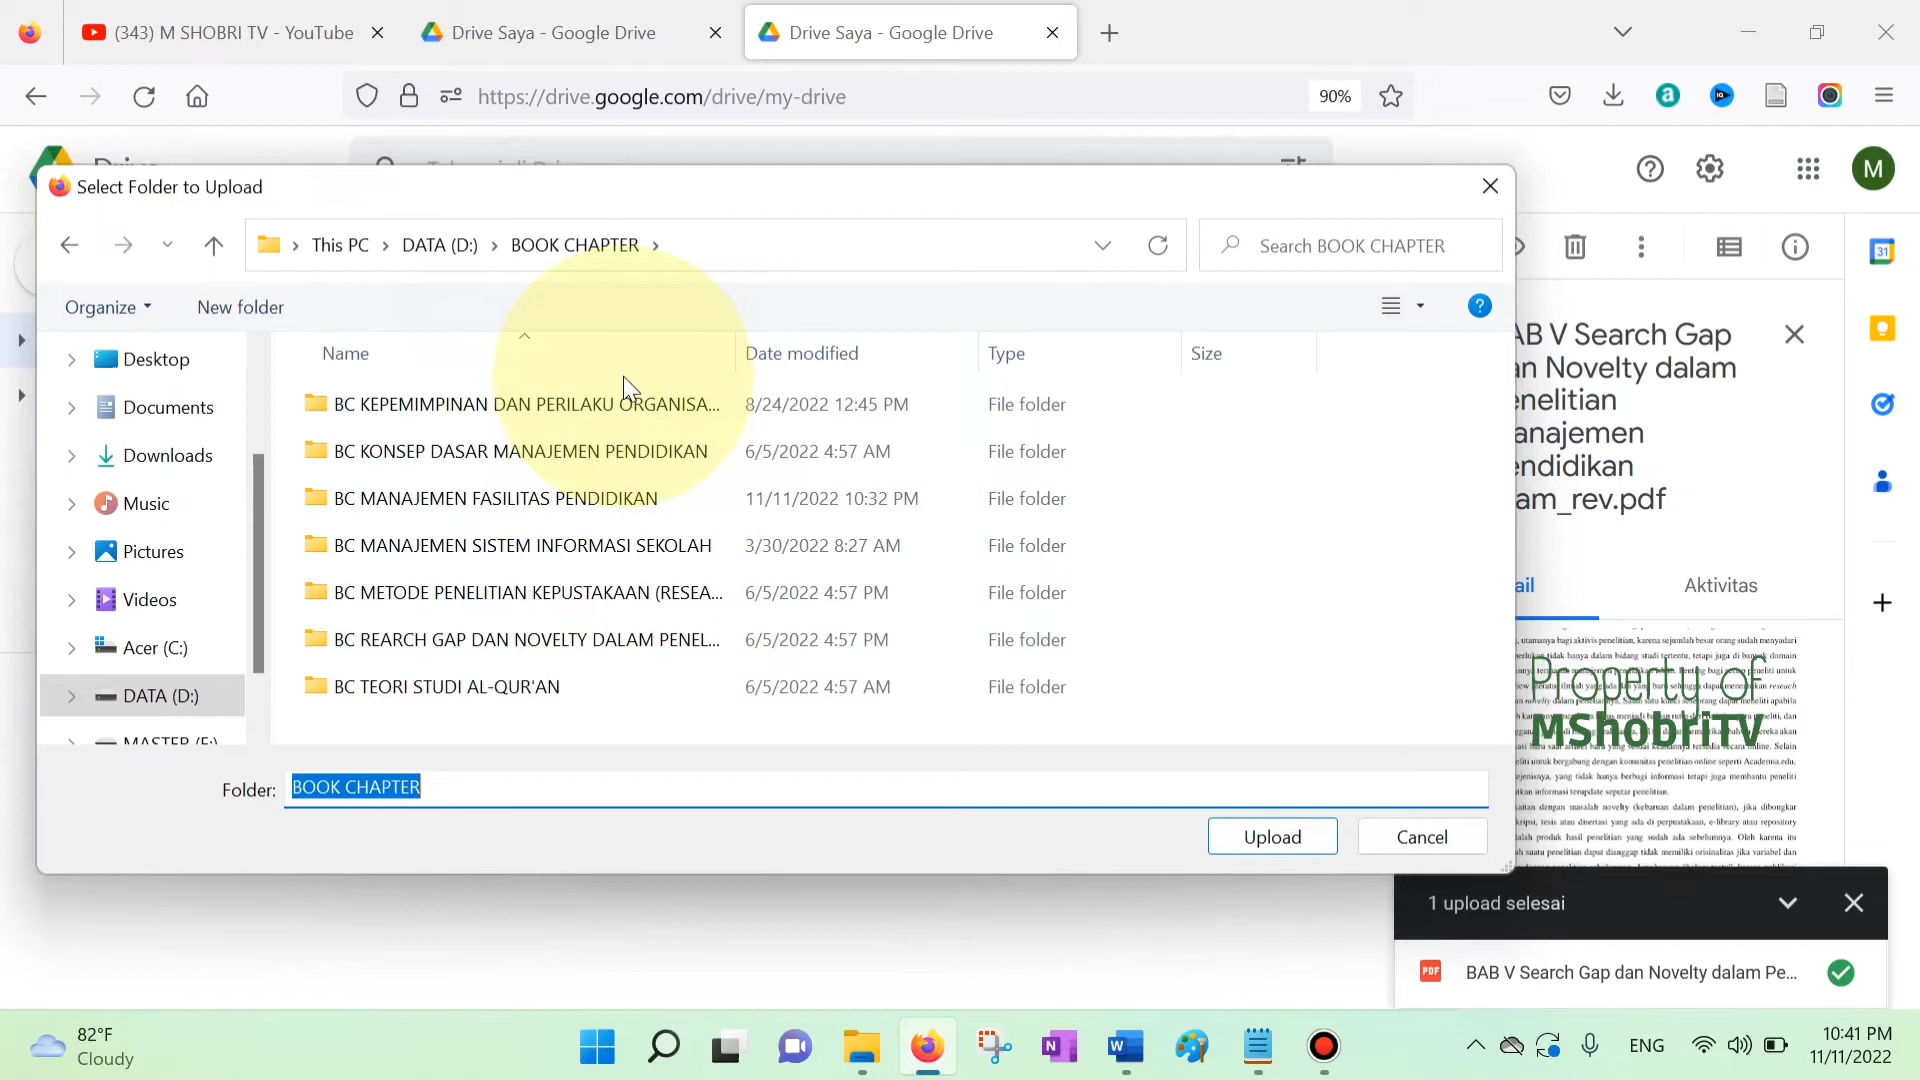 (343) M SHOBRI TV - YouTube
Drive Saya - Google Drive
Drive Saya - Google Drive
https://drive.google.com/drive/my-drive
90%
Select Folder to Upload
M
This PC
DATA (D:)
BOOK CHAPTER
Search BOOK CHAPTER
Organize
New folder
Name
Date modified
Type
Size
Desktop
Documents
Downloads
Music
Pictures
Videos
Acer (C:)
DATA (D:)
BC KEPEMIMPINAN DAN PERILAKU ORGANISA... 8/24/2022 12:45 PM File folder
BC KONSEP DASAR MANAJEMEN PENDIDIKAN 6/5/2022 4:57 AM File folder
BC MANAJEMEN FASILITAS PENDIDIKAN 11/11/2022 10:32 PM File folder
BC MANAJEMEN SISTEM INFORMASI SEKOLAH 3/30/2022 8:27 AM File folder
BC METODE PENELITIAN KEPUSTAKAAN (RESEA... 6/5/2022 4:57 PM File folder
BC REARCH GAP DAN NOVELTY DALAM PENEL... 6/5/2022 4:57 PM File folder
BC TEORI STUDI AL-QUR'AN 6/5/2022 4:57 AM File folder
Folder: BOOK CHAPTER
Upload
Cancel
AB V Search Gap
an Novelty dalam
enelitian
anajemen
endidikan
am_rev.pdf
ail
Aktivitas
Property of
MShobriTV
1 upload selesai
PDF
BAB V Search Gap dan Novelty dalam Pe...
82°F
Cloudy
ENG
10:41 PM
11/11/2022